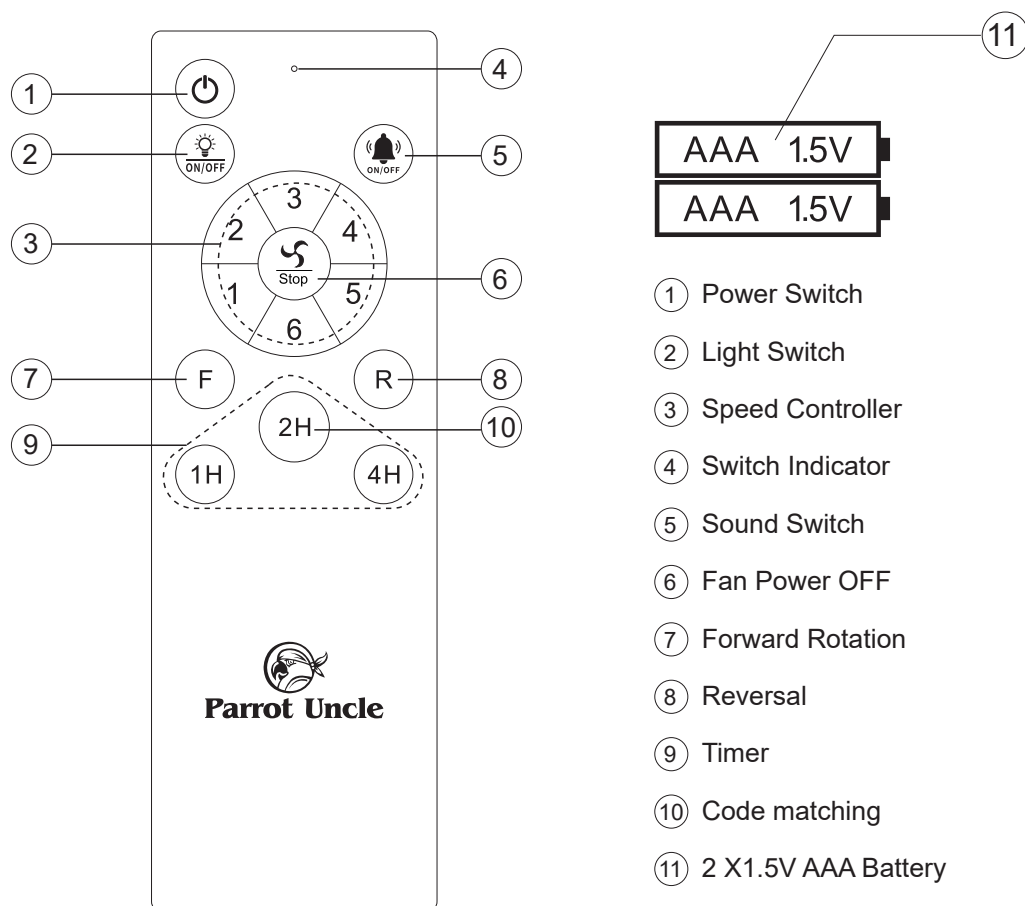 11
1
4
2
ON/OFF
ON/OFF
5
AAA 1.5V
AAA 1.5V
3
3
2
4
Stop
1
5
6
6
7
F
R
8
9
2H
10
1H
4H
Parrot Uncle
1 Power Switch
2 Light Switch
3 Speed Controller
4 Switch Indicator
5 Sound Switch
6 Fan Power OFF
7 Forward Rotation
8 Reversal
9 Timer
10 Code matching
11 2 X1.5V AAA Battery